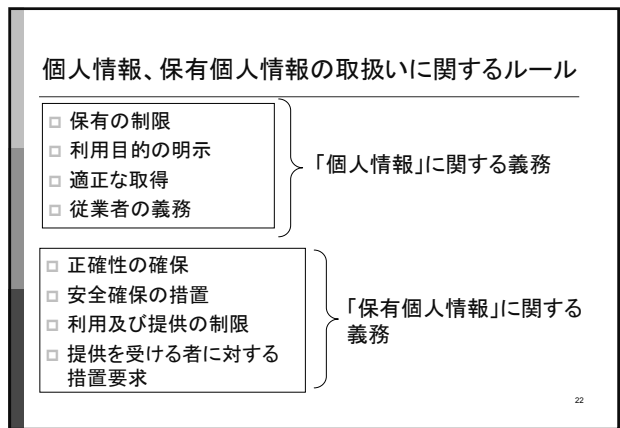 個人情報、保有個人情報の取扱いに関するルール
保有の制限
利用目的の明示
適正な取得
従業者の義務
「個人情報」に関する義務
正確性の確保
安全確保の措置
利用及び提供の制限
提供を受ける者に対する
措置要求
「保有個人情報」に関する
義務
22